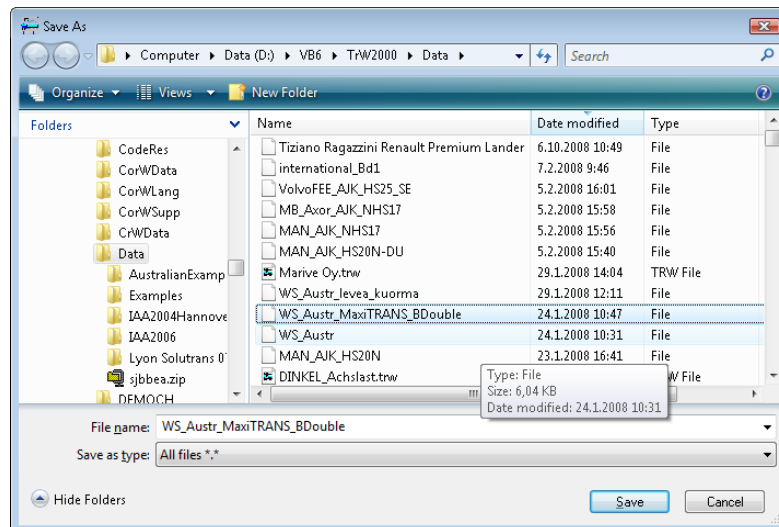 Save As
Computer Data (D:) VB6 TrW2000 Data Search
Organize Views New Folder
Folders Name Date modified Type
CodeRes
CorWData
CorWLang
CorWSupp
CrWData
Data
AustralianExamp
Examples
IAA2004Hannove
IAA2006
Lyon Solutrans 0
sjbbea.zip
DEMOCH
Tiziano Ragazzini Renault Premium Lander 6.10.2008 10:49 File
international_Bd1 7.2.2008 9:46 File
VolvoFEE_AJK_HS25_SE 5.2.2008 16:01 File
MB_Axor_AJK_NHS17 5.2.2008 15:58 File
MAN_AJK_NHS17 5.2.2008 15:56 File
MAN_AJK_HS20N-DU 5.2.2008 15:40 File
Marive Oy.trw 29.1.2008 14:04 TRW File
WS_Austr_levea_kuorma 29.1.2008 12:11 File
WS_Austr_MaxiTRANS_BDouble 24.1.2008 10:47 File
WS_Austr 24.1.2008 10:31 File
MAN_AJK_HS20N 23.1.2008 16:41 File
DINKEL_Achslast.trw W File
Type: File
Size: 6,04 KB
Date modified: 24.1.2008 10:31
File name: WS_Austr_MaxiTRANS_BDouble
Save as type: All files *.*
Hide Folders Save Cancel